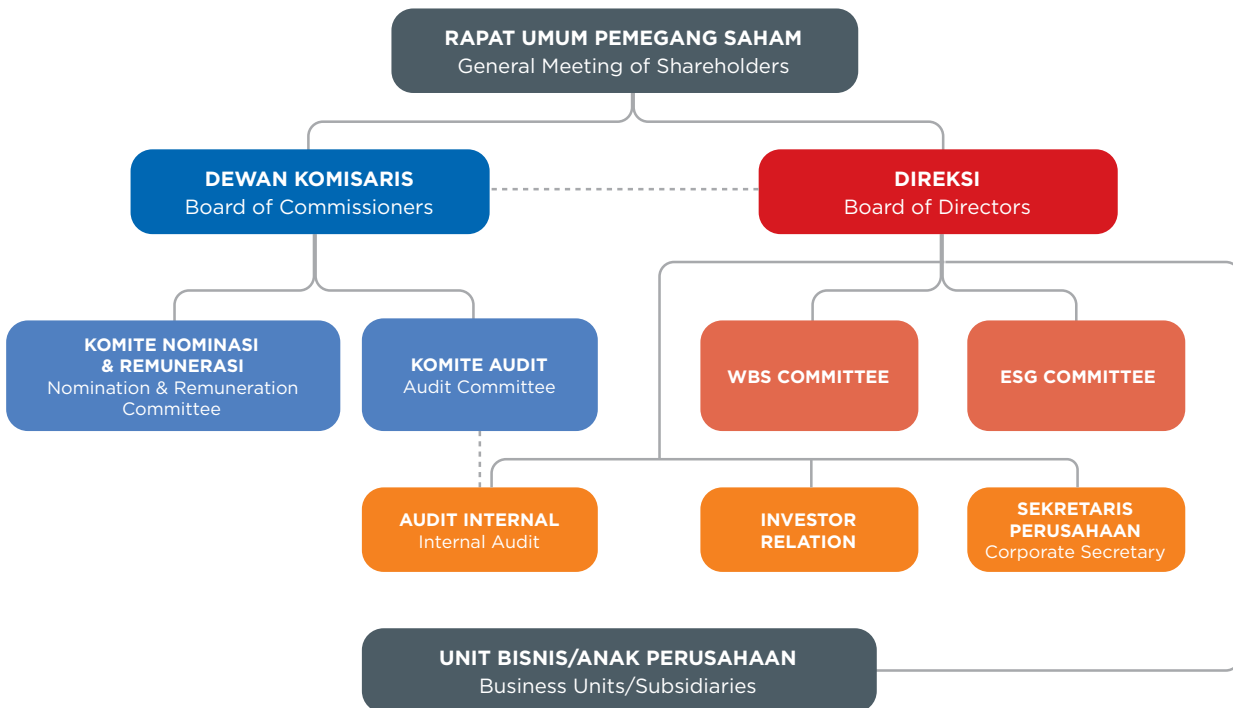 RAPAT UMUM PEMEGANG SAHAM
General Meeting of Shareholders
DEWAN KOMISARIS
Board of Commissioners
DIREKSI
Board of Directors
KOMITE NOMINASI
& REMUNERASI
Nomination & Remuneration
Committee
KOMITE AUDIT
Audit Committee
WBS COMMITTEE
ESG COMMITTEE
AUDIT INTERNAL
Internal Audit
INVESTOR
RELATION
SEKRETARIS
PERUSAHAAN
Corporate Secretary
UNIT BISNIS/ANAK PERUSAHAAN
Business Units/Subsidiaries